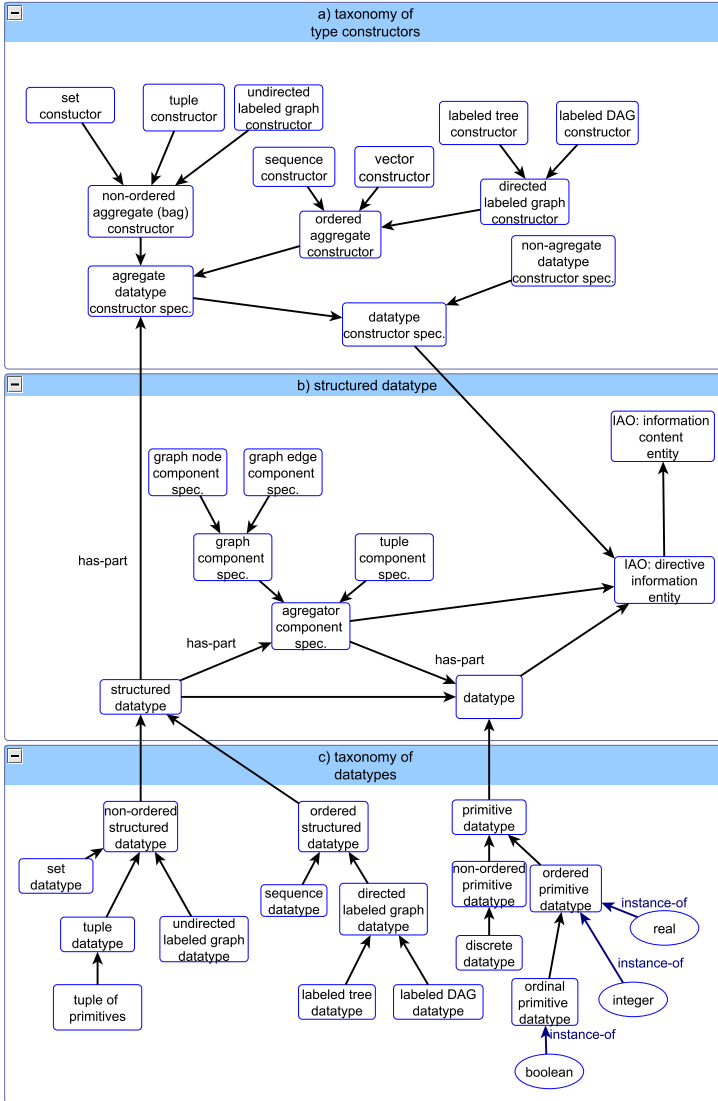 a) taxonomy of
type constructors
set
constuctor
tuple
constructor
undirected
labeled graph
constructor
labeled tree
constructor
labeled DAG
constructor
sequence
constructor
vector
constructor
non-ordered
aggregate (bag)
constructor
ordered
aggregate
constructor
directed
labeled graph
constructor
non-agregate
datatype
constructor spec.
agregate
datatype
constructor spec.
datatype
constructor spec.
b) structured datatype
IAO: information
content
entity
graph node
component
spec.
graph edge
component
spec.
graph
component
spec.
tuple
component
spec.
has-part
IAO: directive
information
entity
agregator
component
spec.
has-part
has-part
structured
datatype
datatype
c) taxonomy of
datatypes
non-ordered
structured
datatype
ordered
structured
datatype
primitive
datatype
set
datatype
sequence
datatype
directed
labeled graph
datatype
non-ordered
primitive
datatype
ordered
primitive
datatype
instance-of
real
tuple
datatype
undirected
labeled graph
datatype
discrete
datatype
instance-of
tuple of
primitives
labeled tree
datatype
labeled DAG
datatype
ordinal
primitive
datatype
integer
instance-of
boolean